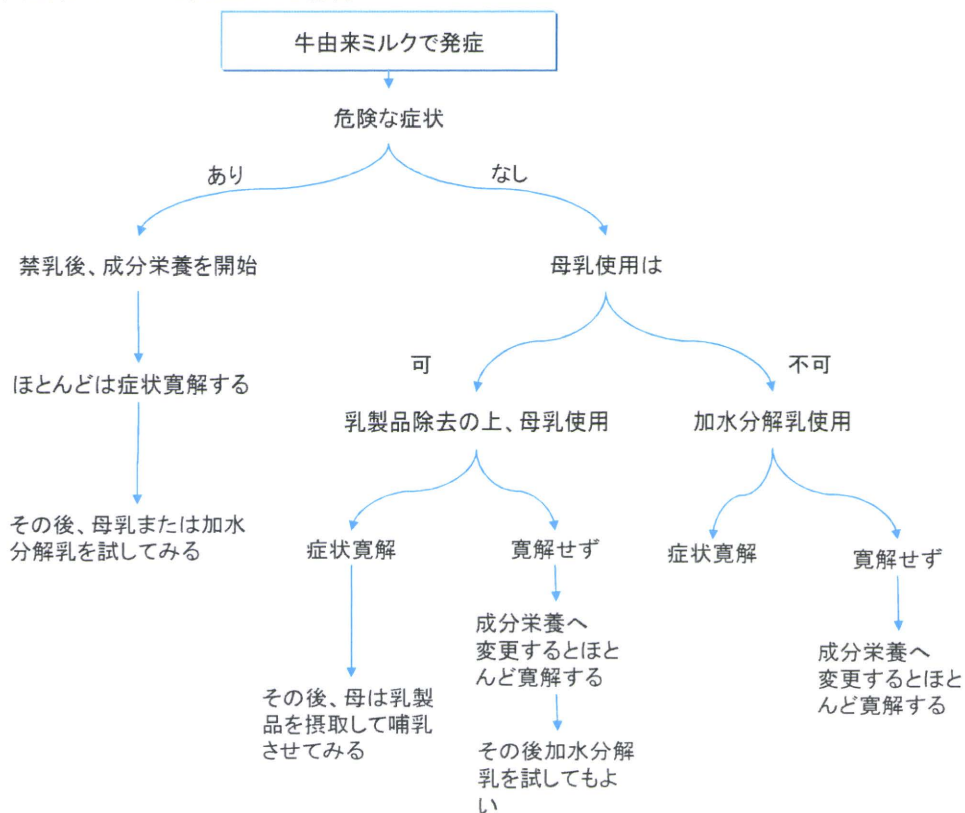 牛由来ミルクで発症
危険な症状
あり
なし
禁乳後、成分栄養を開始
母乳使用は
可
不可
ほとんどは症状寛解する
乳製品除去の上、母乳使用
加水分解乳使用
その後、母乳または加水
分解乳を試してみる
症状寛解
寛解せず
症状寛解
寛解せず
成分栄養へ
変更するとほと
んど寛解する
成分栄養へ
変更するとほと
んど寛解する
その後、母は乳製
品を摂取して哺乳
させてみる
その後加水分解
乳を試してもよ
い